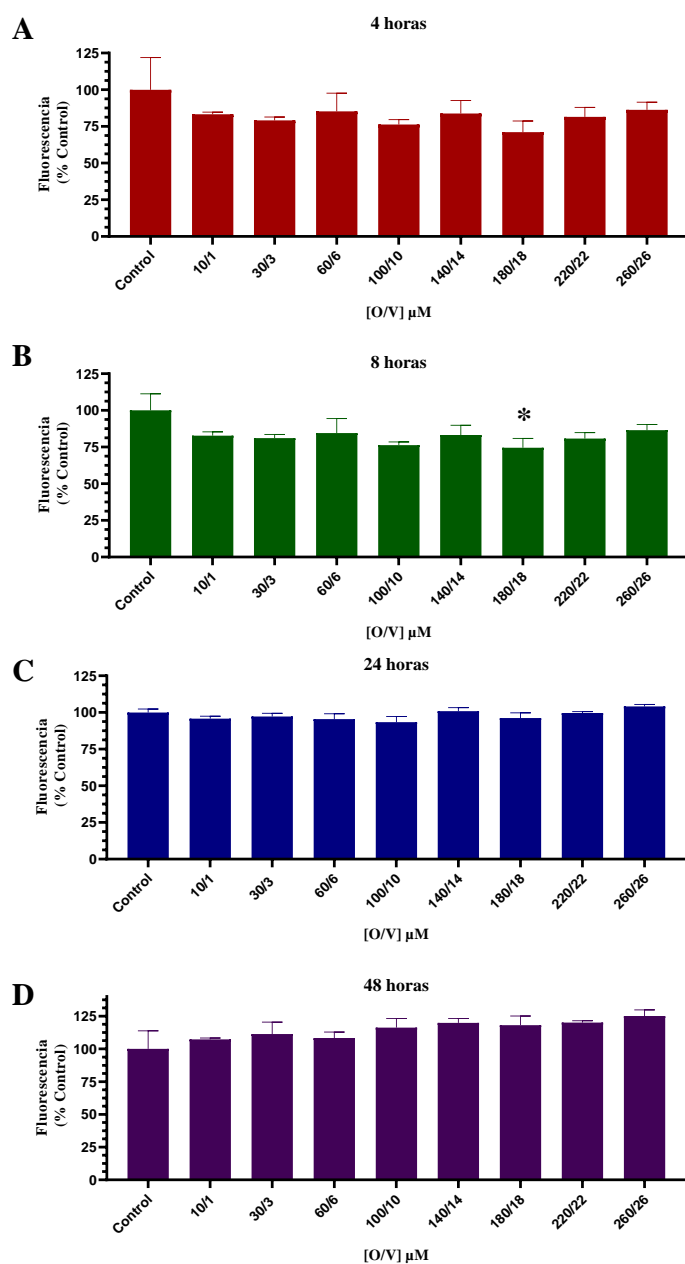 A
4 horas
Fluorescencia
(% Control)
125
100
75
50
25
0
Control
10/1
30/3
60/6
100/10
140/14
180/18
220/22
260/26
[O/V] µM
B
8 horas
Fluorescencia
(% Control)
125
100
75
50
25
0
*
Control
10/1
30/3
60/6
100/10
140/14
180/18
220/22
260/26
[O/V] µM
C
24 horas
Fluorescencia
(% Control)
125
100
75
50
25
0
Control
10/1
30/3
60/6
100/10
140/14
180/18
220/22
260/26
[O/V] µM
D
48 horas
Fluorescencia
(% Control)
125
100
75
50
25
0
Control
10/1
30/3
60/6
100/10
140/14
180/18
220/22
260/26
[O/V] µM